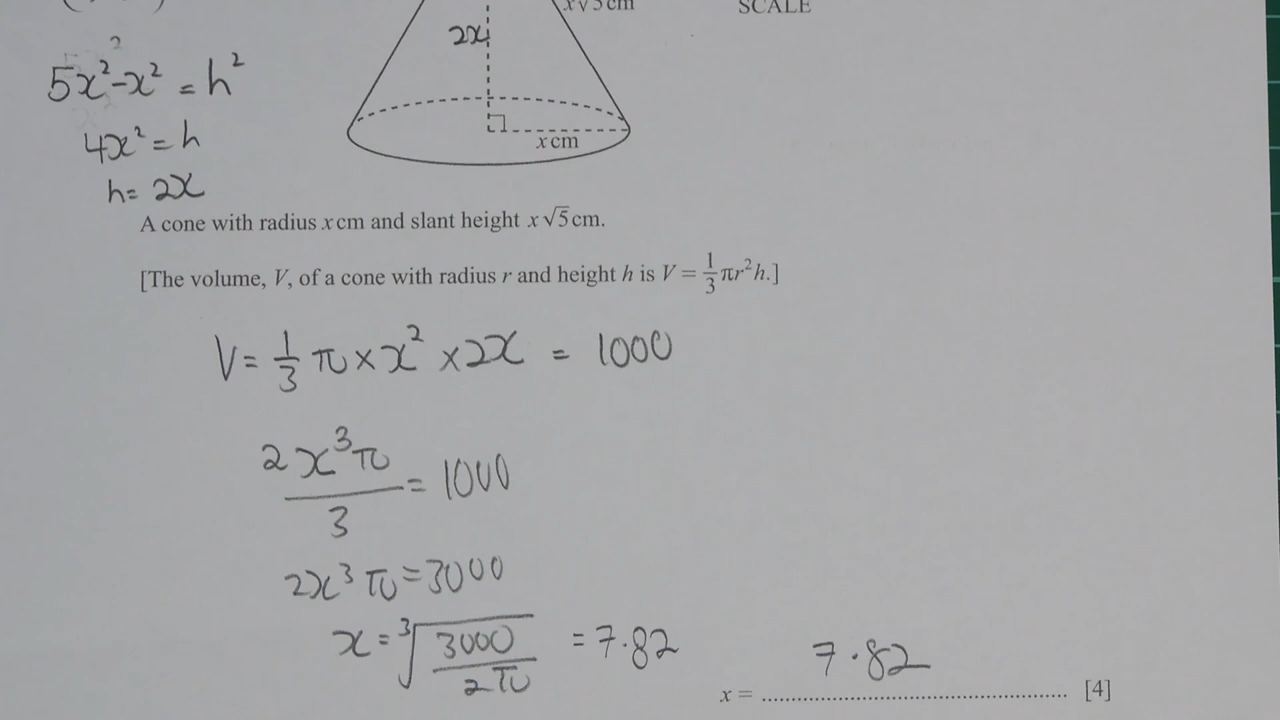 x√5 cm
SCALE
2x
5x²-x² = h²
4x² = h
h= 2x
x cm
A cone with radius x cm and slant height x√5 cm.
[The volume, V, of a cone with radius r and height h is V = 1/3 πr²h.]
V= 1/3 π × x² × 2x = 1000
2x³π/3 = 1000
2x³π=3000
x = ∛(3000/2π) = 7.82
7.82
x = ........................................ [4]